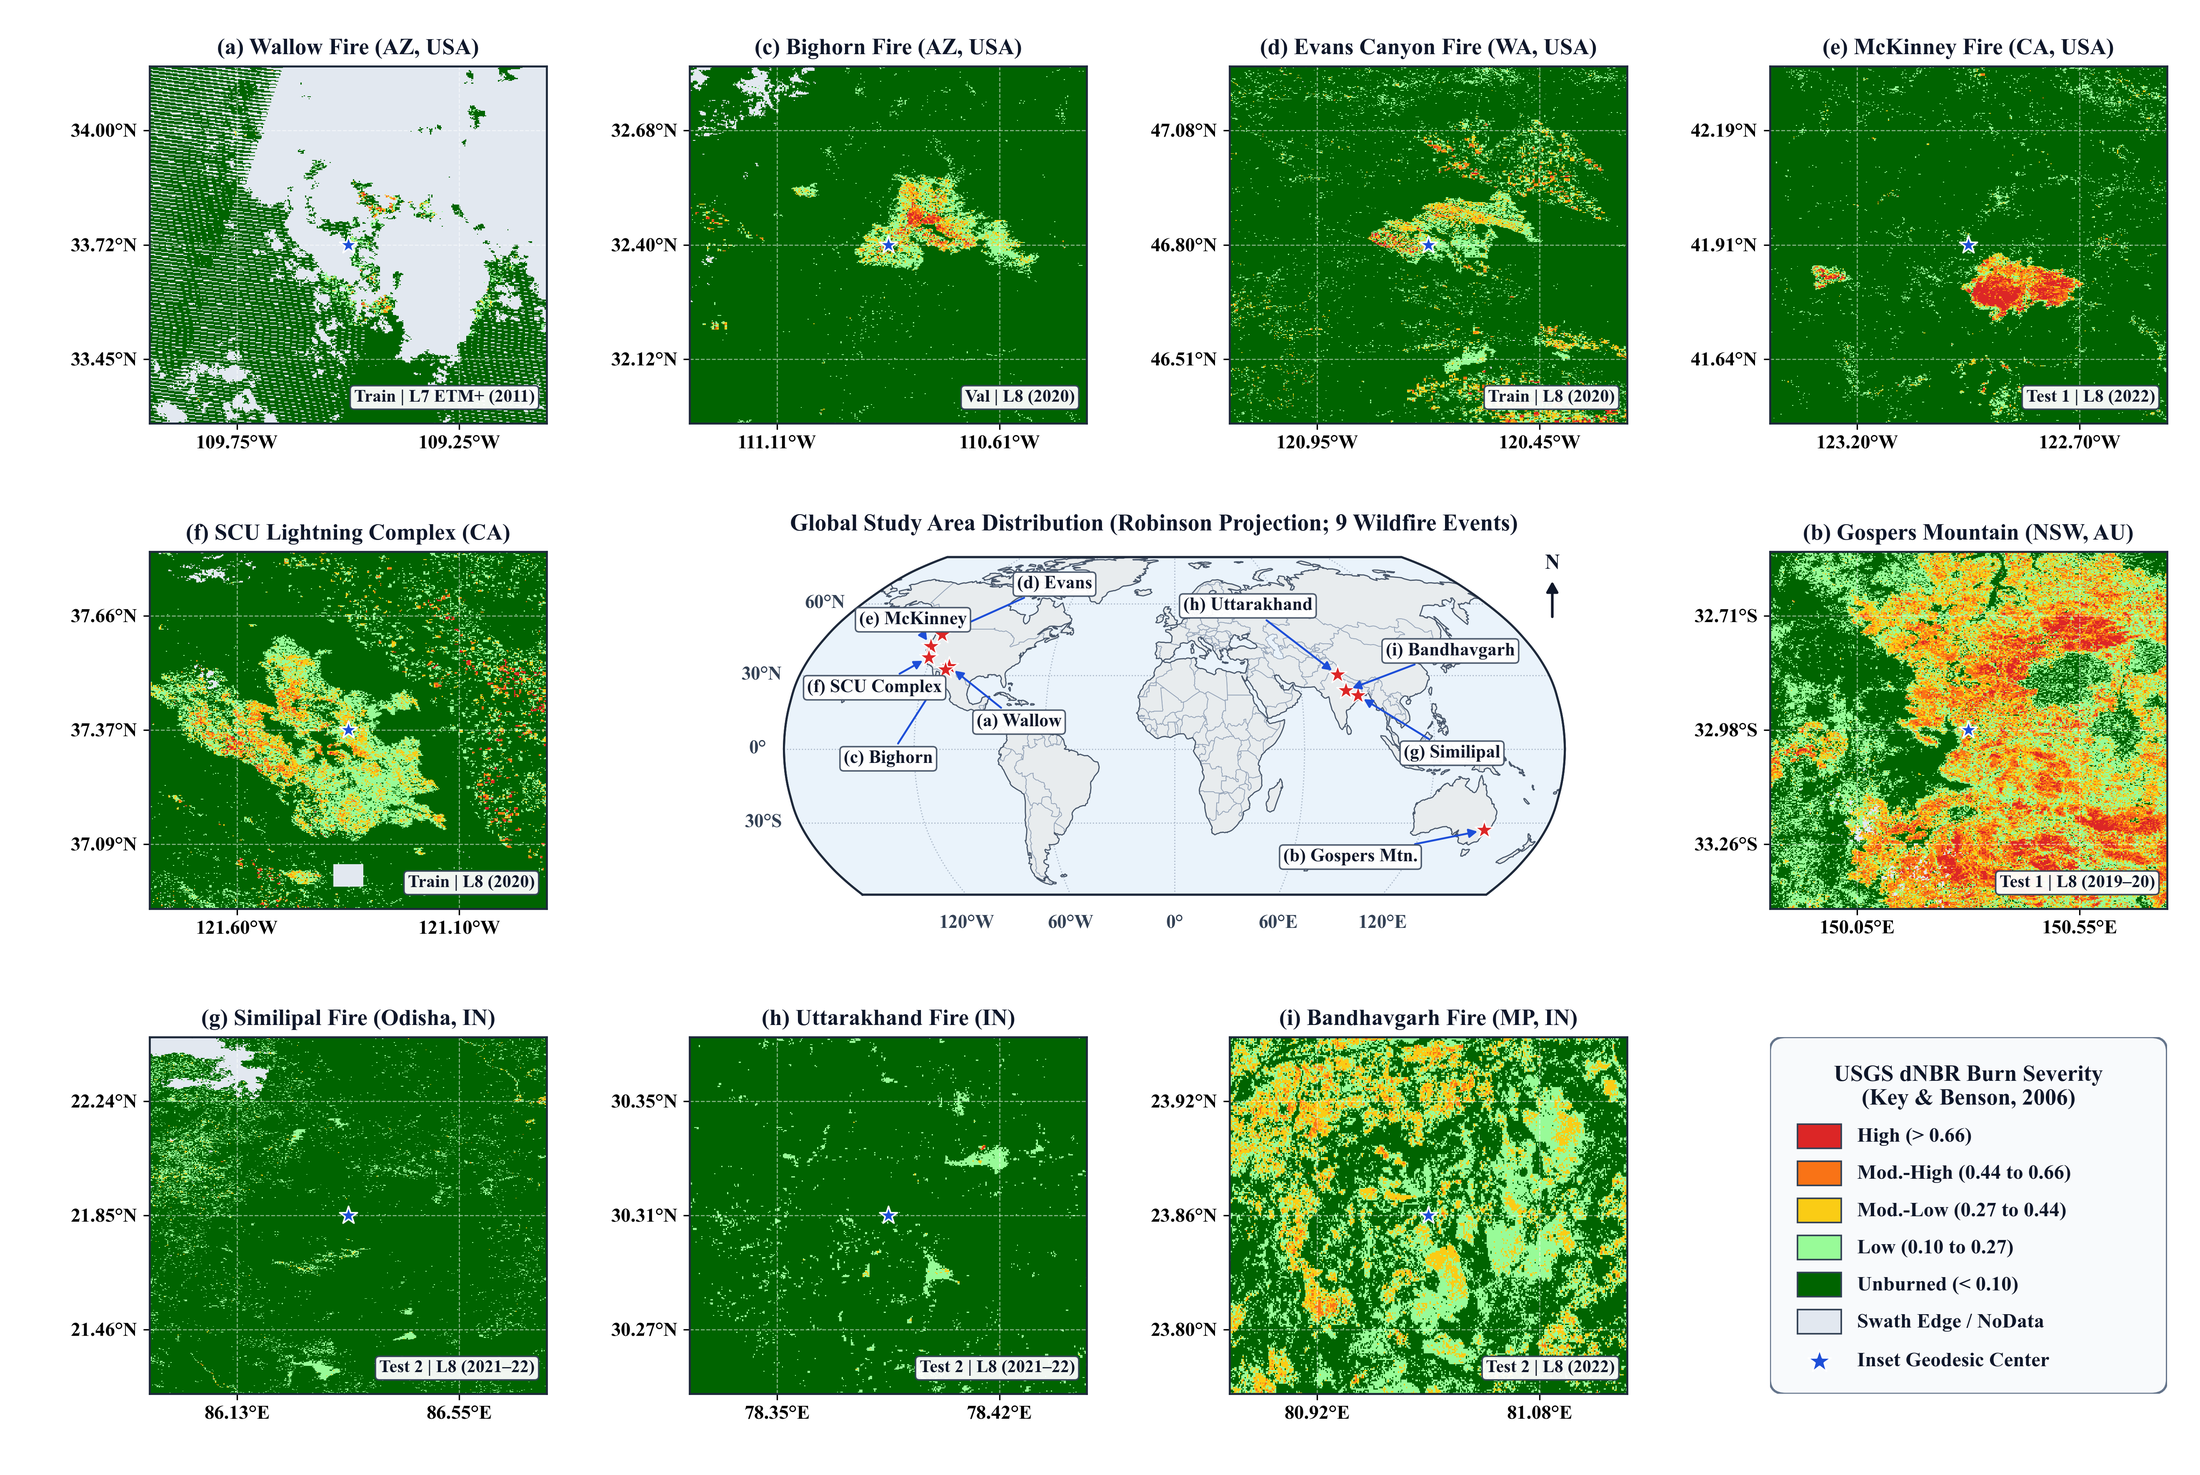 (a) Wallow Fire (AZ, USA)
34.00°N
33.72°N
33.45°N
109.75°W
109.25°W
Train | L7 ETM+ (2011)
(c) Bighorn Fire (AZ, USA)
32.68°N
32.40°N
32.12°N
111.11°W
110.61°W
Val | L8 (2020)
(d) Evans Canyon Fire (WA, USA)
47.08°N
46.80°N
46.51°N
120.95°W
120.45°W
Train | L8 (2020)
(e) McKinney Fire (CA, USA)
42.19°N
41.91°N
41.64°N
123.20°W
122.70°W
Test 1 | L8 (2022)
(f) SCU Lightning Complex (CA)
37.66°N
37.37°N
37.09°N
121.60°W
121.10°W
Train | L8 (2020)
Global Study Area Distribution (Robinson Projection; 9 Wildfire Events)
N
60°N
30°N
0°
30°S
120°W
60°W
0°
60°E
120°E
(d) Evans
(e) McKinney
(f) SCU Complex
(a) Wallow
(c) Bighorn
(h) Uttarakhand
(i) Bandhavgarh
(g) Similipal
(b) Gospers Mtn.
(b) Gospers Mountain (NSW, AU)
32.71°S
32.98°S
33.26°S
150.05°E
150.55°E
Test 1 | L8 (2019–20)
(g) Similipal Fire (Odisha, IN)
22.24°N
21.85°N
21.46°N
86.13°E
86.55°E
Test 2 | L8 (2021–22)
(h) Uttarakhand Fire (IN)
30.35°N
30.31°N
30.27°N
78.35°E
78.42°E
Test 2 | L8 (2021–22)
(i) Bandhavgarh Fire (MP, IN)
23.92°N
23.86°N
23.80°N
80.92°E
81.08°E
Test 2 | L8 (2022)
USGS dNBR Burn Severity
(Key & Benson, 2006)
High (> 0.66)
Mod.-High (0.44 to 0.66)
Mod.-Low (0.27 to 0.44)
Low (0.10 to 0.27)
Unburned (< 0.10)
Swath Edge / NoData
Inset Geodesic Center